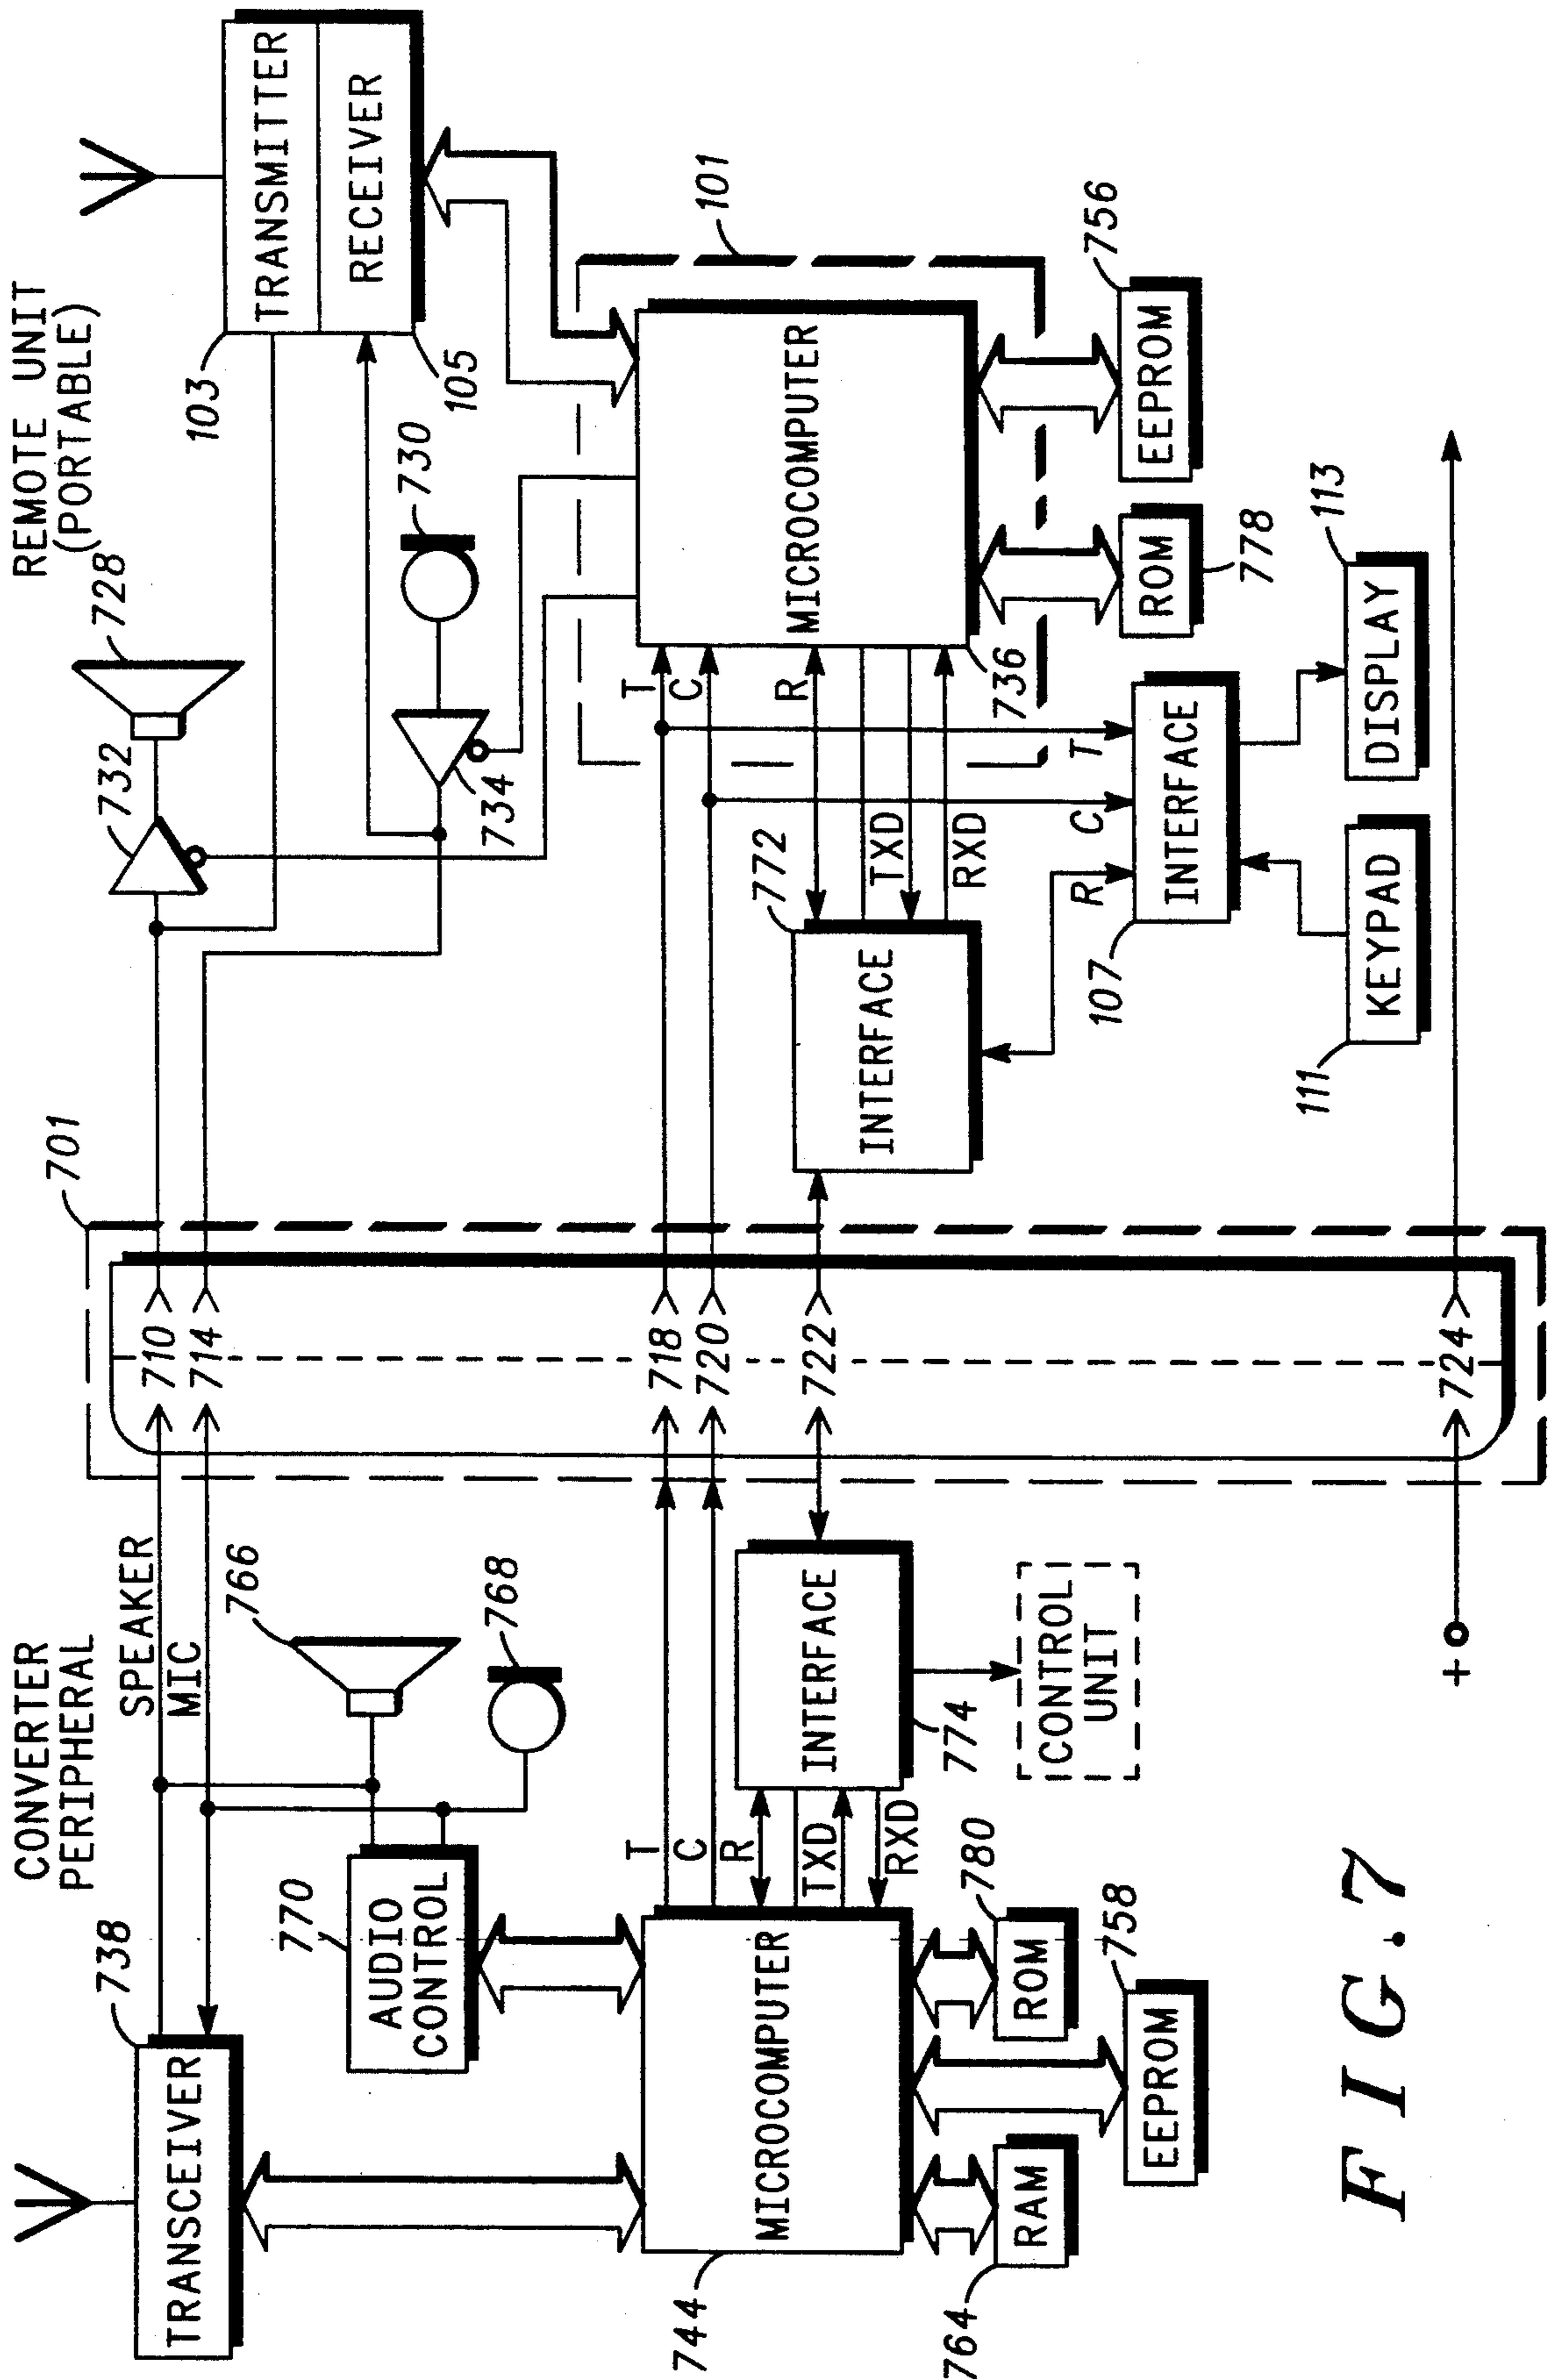 CONVERTER
PERIPHERAL
REMOTE UNIT
(PORTABLE)
701
738
TRANSCEIVER
SPEAKER
MIC
766
768
770
AUDIO
CONTROL
710
714
732
728
730
734
103
TRANSMITTER
RECEIVER
105
744
MICROCOMPUTER
T
C
R
TXD
RXD
INTERFACE
774
CONTROL
UNIT
718
720
722
724
INTERFACE
772
T
C
R
TXD
RXD
MICROCOMPUTER
736
101
764
RAM
EEPROM
758
ROM
780
R
C
T
INTERFACE
107
KEYPAD
111
DISPLAY
113
ROM
778
EEPROM
756
+
FIG.7